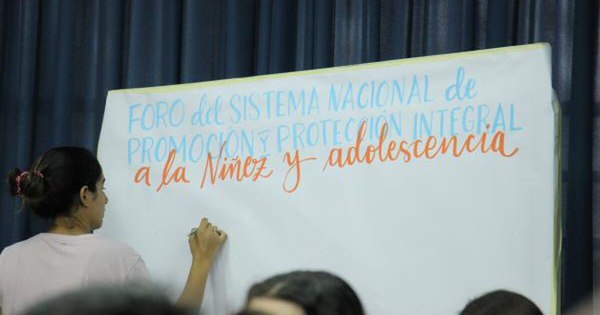 FORO del SISTEMA NACIONAL de
PROMOCIÓN Y PROTECCIÓN INTEGRAL
a la Niñez y adolescencia